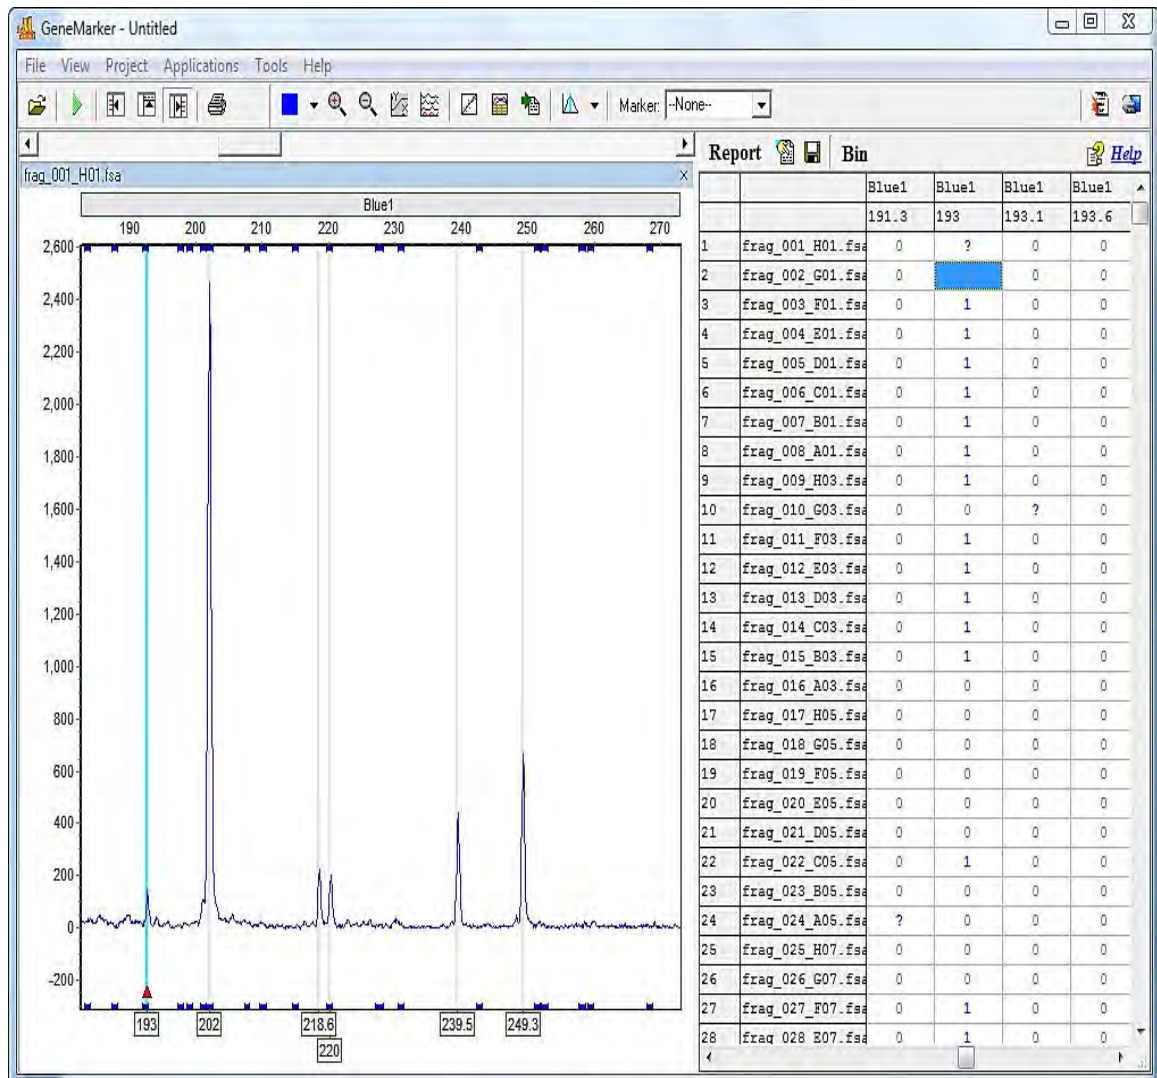 GeneMarker - Untitled
File View Project Applications Tools Help
Marker: --None--
Report Bin Help
frag_001_H01.fsa
Blue1
190 200 210 220 230 240 250 260 270
2,600
2,400
2,200
2,000
1,800
1,600
1,400
1,200
1,000
800
600
400
200
0
-200
193 202 218.6 239.5 249.3
220
Blue1 Blue1 Blue1 Blue1
191.3 193 193.1 193.6
1 frag_001_H01.fsa 0 ? 0 0
2 frag_002_G01.fsa 0 0 0
3 frag_003_F01.fsa 0 1 0 0
4 frag_004_E01.fsa 0 1 0 0
5 frag_005_D01.fsa 0 1 0 0
6 frag_006_C01.fsa 0 1 0 0
7 frag_007_B01.fsa 0 1 0 0
8 frag_008_A01.fsa 0 1 0 0
9 frag_009_H03.fsa 0 1 0 0
10 frag_010_G03.fsa 0 0 ? 0
11 frag_011_F03.fsa 0 1 0 0
12 frag_012_E03.fsa 0 1 0 0
13 frag_013_D03.fsa 0 1 0 0
14 frag_014_C03.fsa 0 1 0 0
15 frag_015_B03.fsa 0 1 0 0
16 frag_016_A03.fsa 0 0 0 0
17 frag_017_H05.fsa 0 0 0 0
18 frag_018_G05.fsa 0 0 0 0
19 frag_019_F05.fsa 0 0 0 0
20 frag_020_E05.fsa 0 0 0 0
21 frag_021_D05.fsa 0 0 0 0
22 frag_022_C05.fsa 0 1 0 0
23 frag_023_B05.fsa 0 0 0 0
24 frag_024_A05.fsa ? 0 0 0
25 frag_025_H07.fsa 0 0 0 0
26 frag_026_G07.fsa 0 0 0 0
27 frag_027_F07.fsa 0 1 0 0
28 frag_028_E07.fsa 0 1 0 0